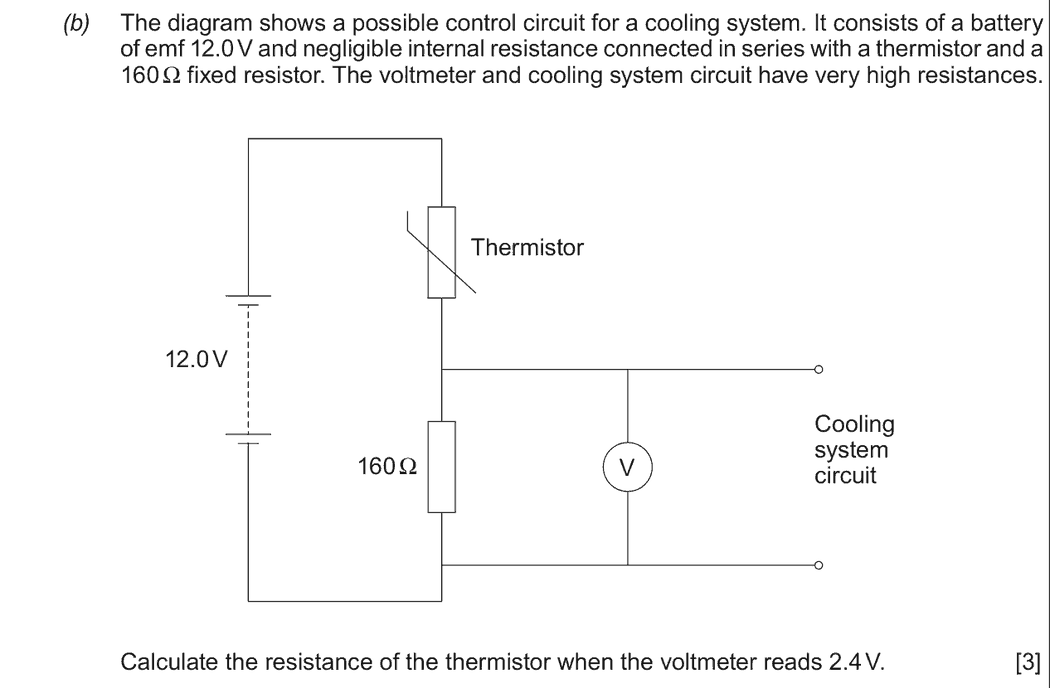 (b) The diagram shows a possible control circuit for a cooling system. It consists of a battery
of emf 12.0 V and negligible internal resistance connected in series with a thermistor and a
160 Ω fixed resistor. The voltmeter and cooling system circuit have very high resistances.
Thermistor
12.0 V
160 Ω
V
Cooling
system
circuit
Calculate the resistance of the thermistor when the voltmeter reads 2.4 V. [3]